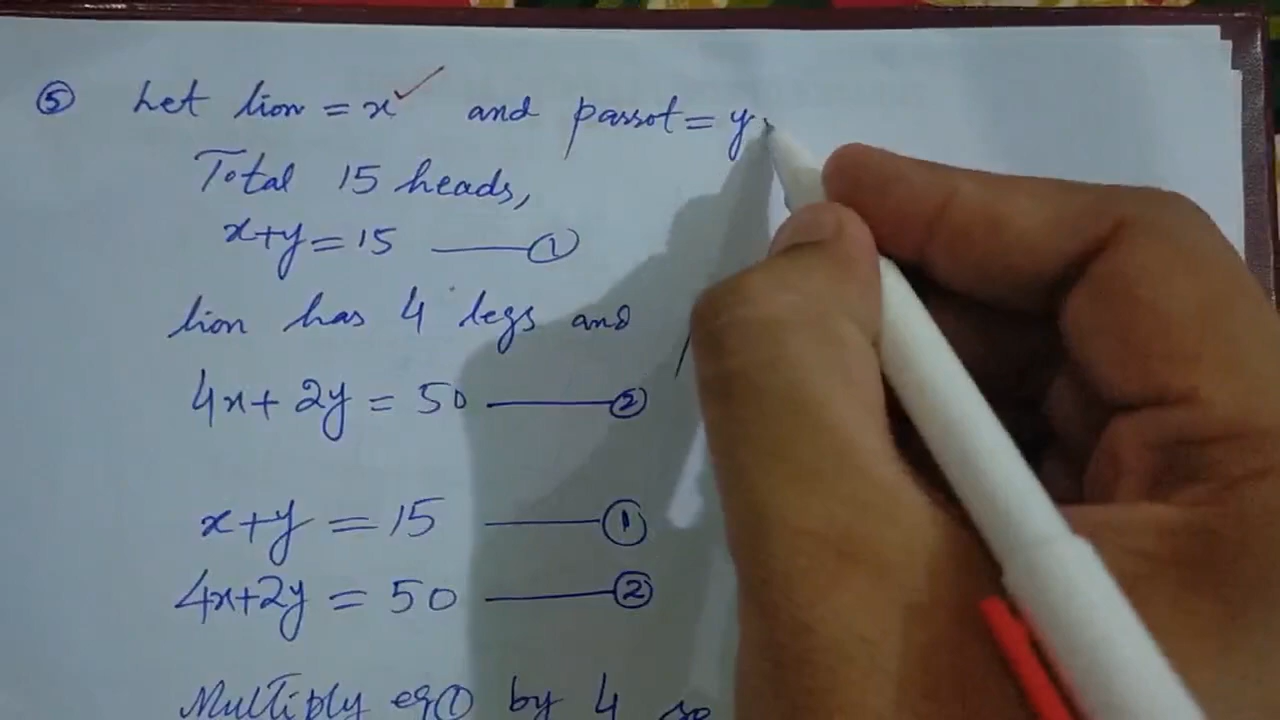 ⑤ Let lion = x and parrot = y
Total 15 heads,
x+y = 15 ——— ①
lion has 4 legs and
4x + 2y = 50 ——— ②
x+y = 15 ——— ①
4x+2y = 50 ——— ②
Multiply eq① by 4 so